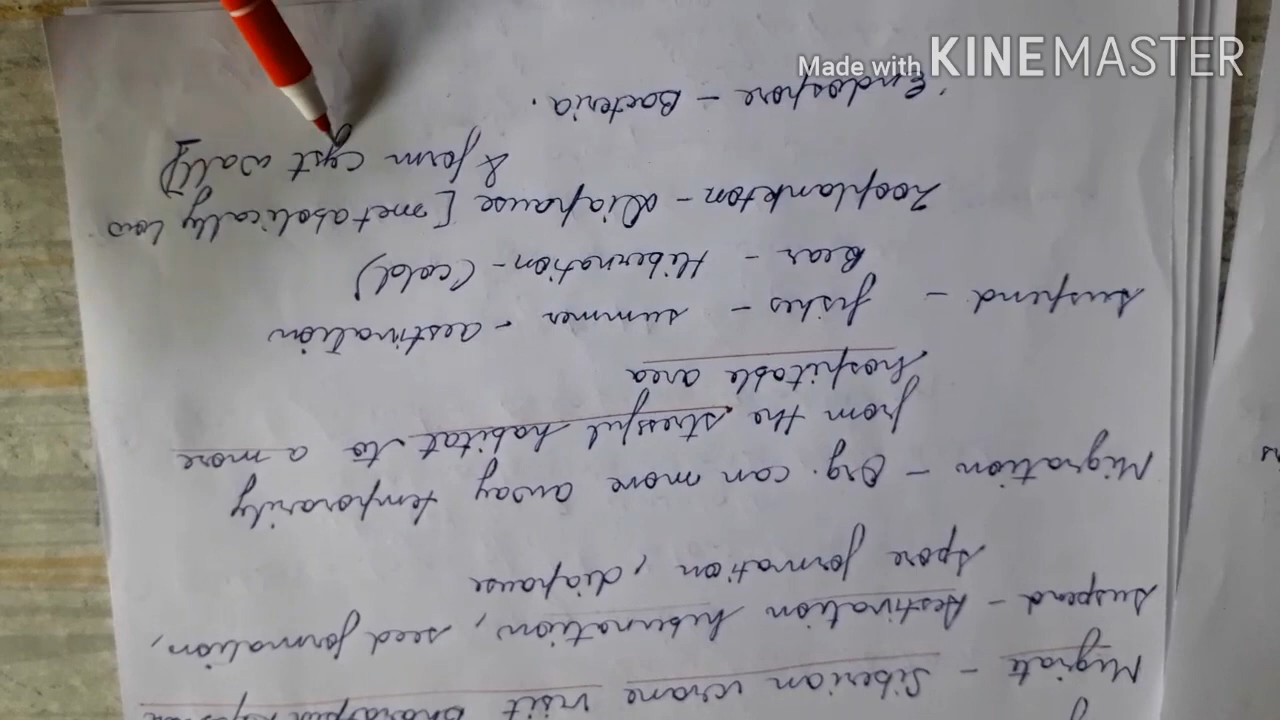 Made with KINEMASTER
Migrate - Siberian crane visit
Suspend - Aestivation hibernation, seed formation,
spore formation, diapause
Migration - Org. can move away temporarily
from the stressful habitat to a more
hospitable area
Suspend - fishes - summer - aestivation
Bear - Hibernation - (cold)
Zooplankton - diapause [metabolically low
& form cyst wall]
Endospore - Bacteria.